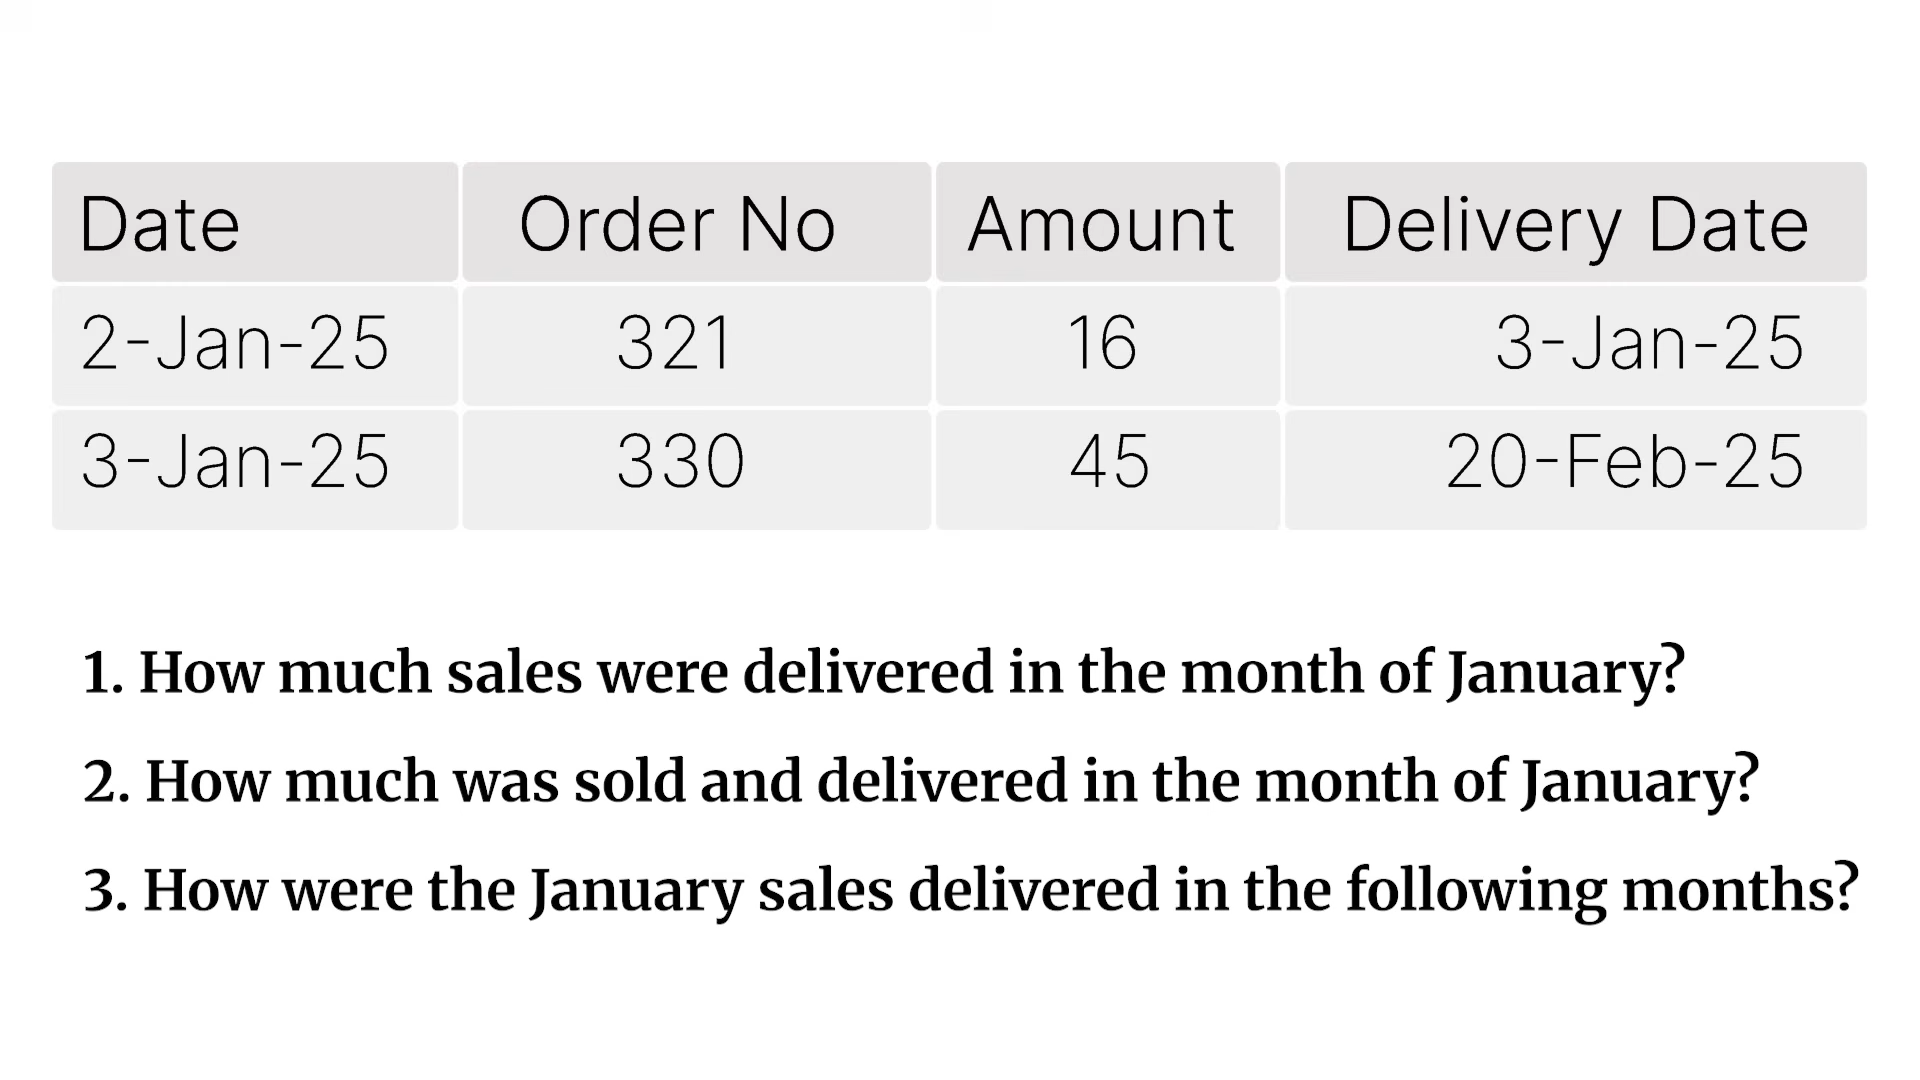 Date Order No Amount Delivery Date
2-Jan-25 321 16 3-Jan-25
3-Jan-25 330 45 20-Feb-25
1. How much sales were delivered in the month of January?
2. How much was sold and delivered in the month of January?
3. How were the January sales delivered in the following months?